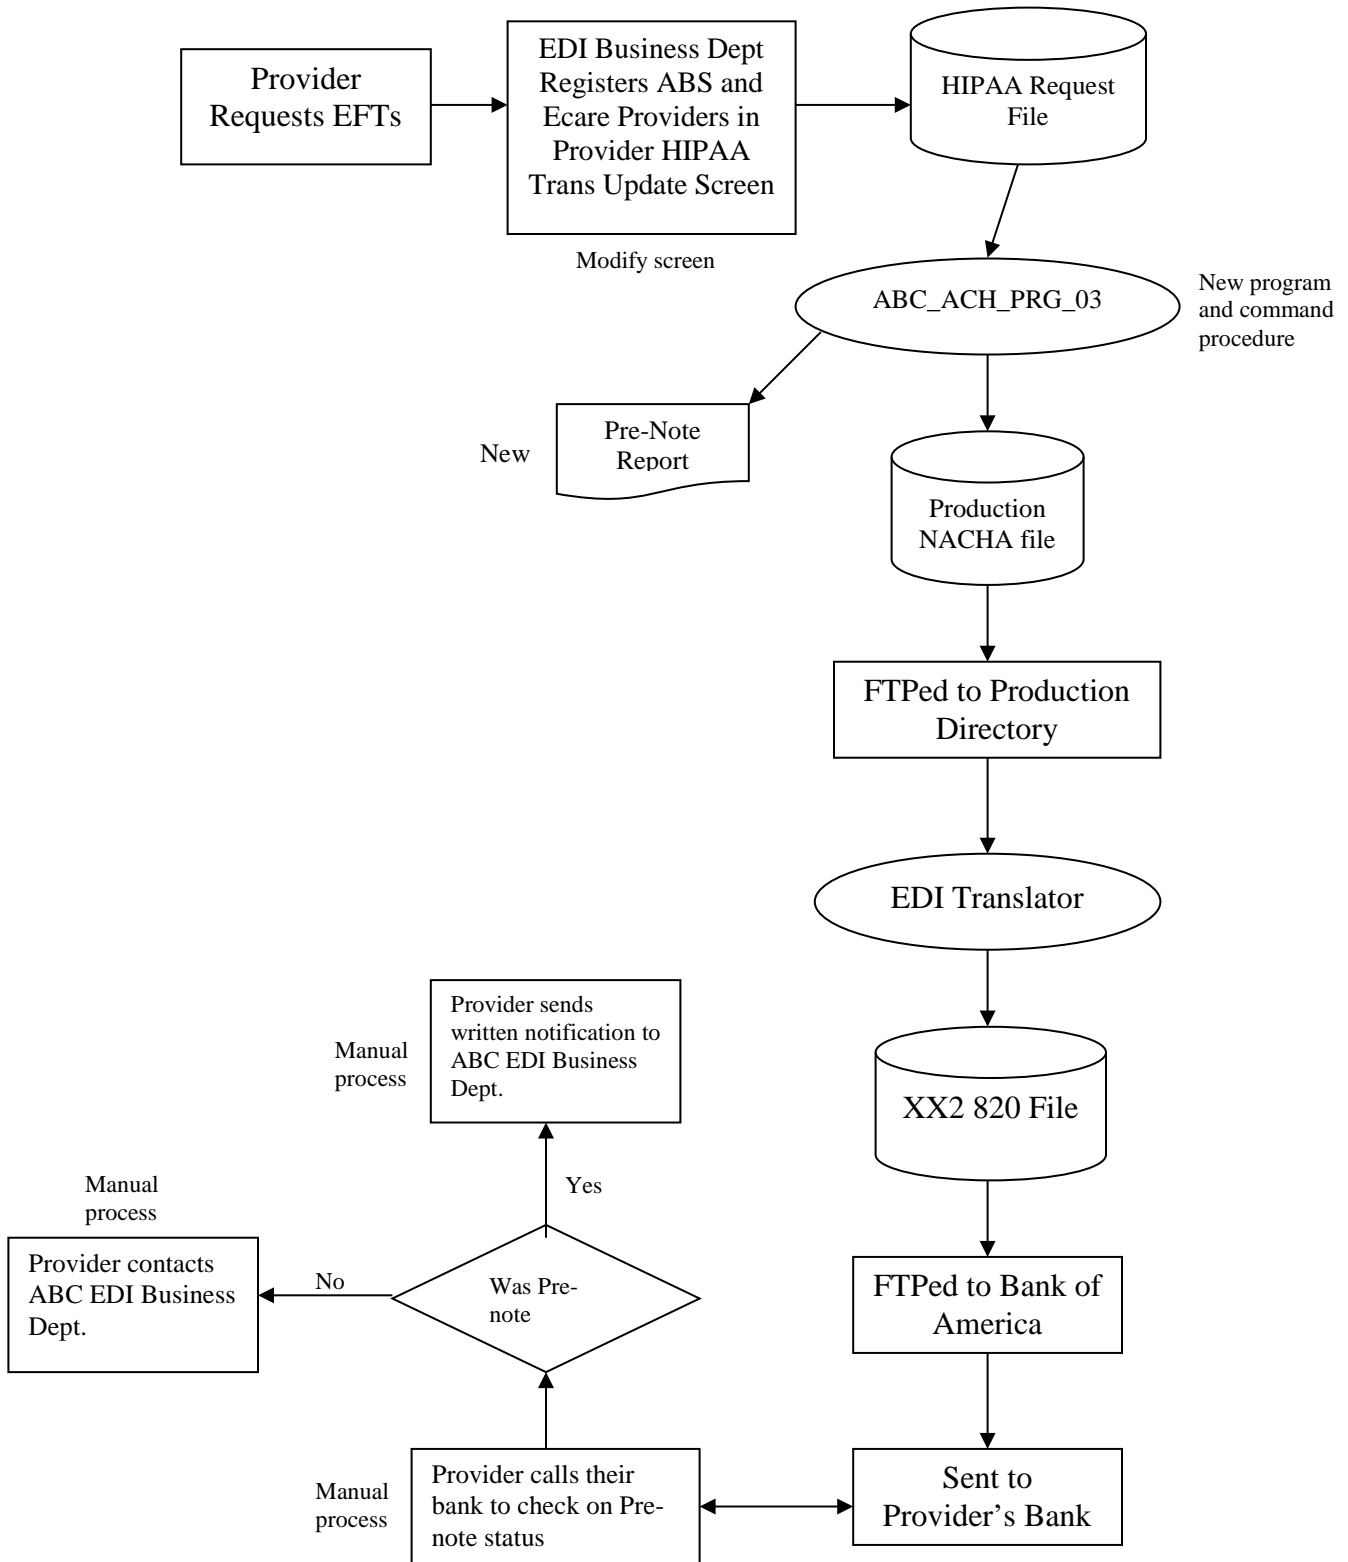 Provider
Requests EFTs
EDI Business Dept
Registers ABS and
Ecare Providers in
Provider HIPAA
Trans Update Screen
HIPAA Request
File
Modify screen
ABC_ACH_PRG_03
New program
and command
procedure
New
Pre-Note
Report
Production
NACHA file
FTPed to Production
Directory
EDI Translator
Provider sends
written notification to
ABC EDI Business
Dept.
Manual
process
XX2 820 File
Yes
Manual
process
Provider contacts
ABC EDI Business
Dept.
No
Was Pre-
note
FTPed to Bank of
America
Manual
process
Provider calls their
bank to check on Pre-
note status
Sent to
Provider’s Bank